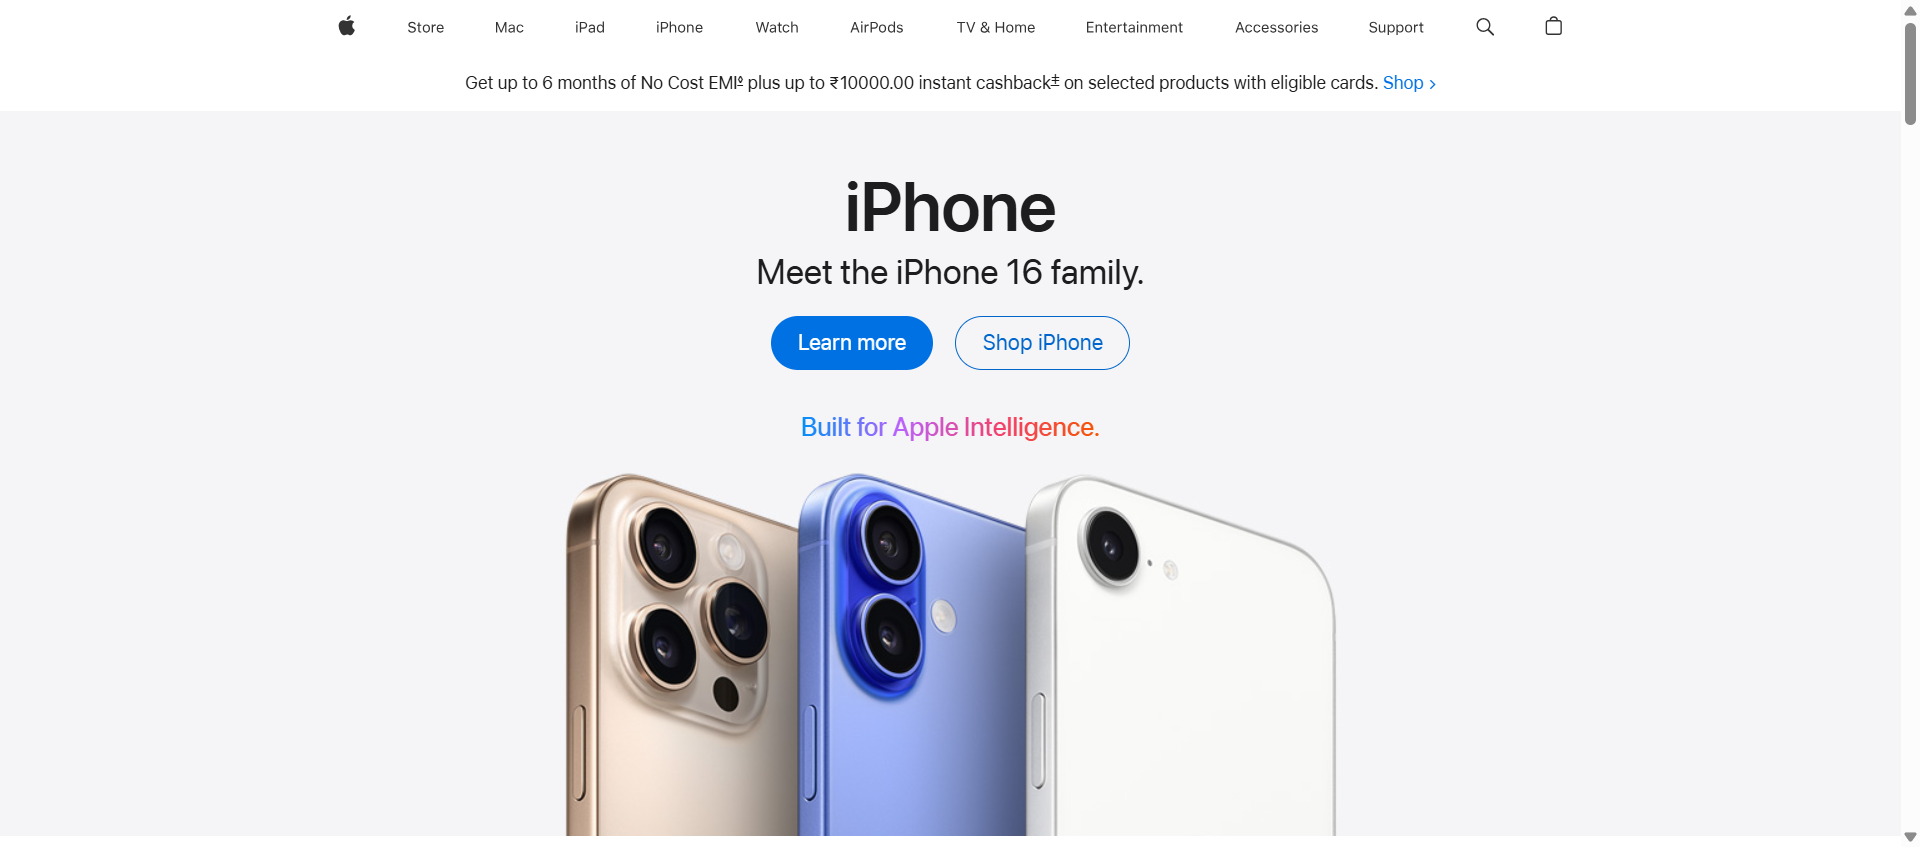 Store Mac iPad iPhone Watch AirPods TV & Home Entertainment Accessories Support
Get up to 6 months of No Cost EMI◊ plus up to ₹10000.00 instant cashback‡ on selected products with eligible cards. Shop >
iPhone
Meet the iPhone 16 family.
Learn more Shop iPhone
Built for Apple Intelligence.